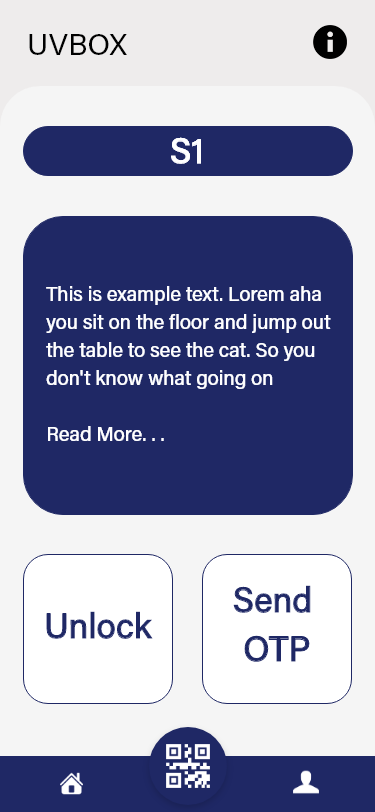 UVBOX
S1
This is example text. Lorem aha
you sit on the floor and jump out
the table to see the cat. So you
don't know what going on
Read More. . .
Unlock
Send
OTP